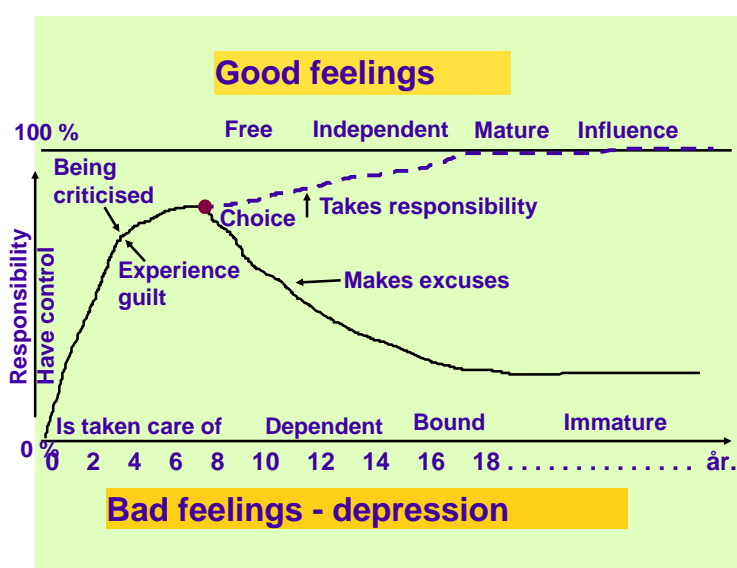 Good feelings
100 %
Free Independent Mature Influence
Being
criticised
Choice
Takes responsibility
Experience
guilt
Makes excuses
Responsibility
Have control
Is taken care of Dependent Bound Immature
0 %
0 2 4 6 8 10 12 14 16 18 . . . . . . . . . . . . . . år.
Bad feelings - depression